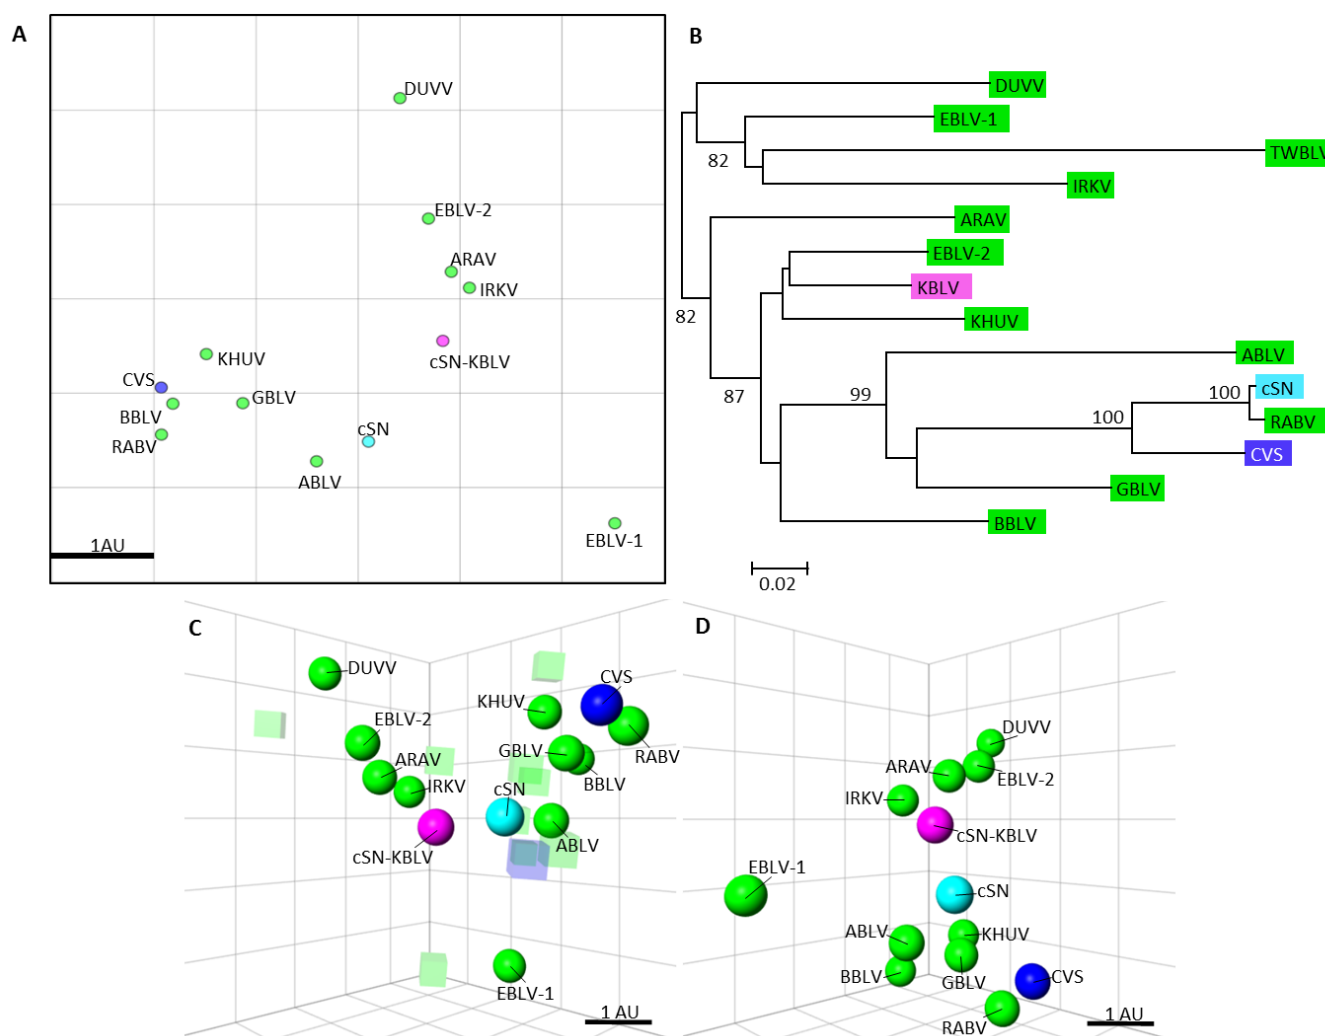 A
DUVV
EBLV-2
ARAV
IRKV
cSN-KBLV
KHUV
CVS
GBLV
BBLV
RABV
cSN
ABLV
EBLV-1
1AU
B
DUVV
EBLV-1
TWBLV
82
IRKV
ARAV
EBLV-2
KBLV
KHUV
82
ABLV
87
99
100
cSN
100
RABV
CVS
GBLV
BBLV
0.02
C
DUVV
CVS
KHUV
EBLV-2
GBLV
RABV
ARAV
IRKV
BBLV
cSN
ABLV
cSN-KBLV
EBLV-1
1 AU
D
DUVV
ARAV
EBLV-2
IRKV
cSN-KBLV
EBLV-1
cSN
ABLV
KHUV
BBLV
GBLV
CVS
RABV
1 AU